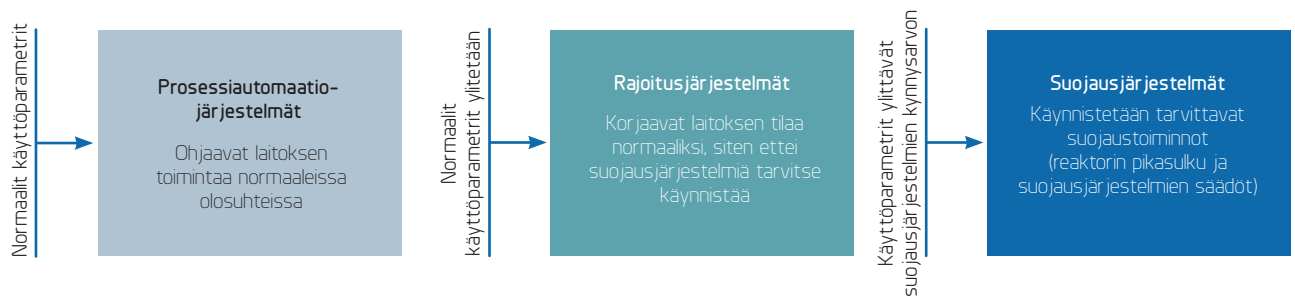 Normaalit käyttöparametrit
Prosessiautomaatio-
järjestelmät
Ohjaavat laitoksen
toimintaa normaaleissa
olosuhteissa
Normaalit
käyttöparametrit ylitetään
Rajoitusjärjestelmät
Korjaavat laitoksen tilaa
normaaliksi, siten ettei
suojausjärjestelmiä tarvitse
käynnistää
Käyttöparametrit ylittävät
suojausjärjestelmien kynnysarvon
Suojausjärjestelmät
Käynnistetään tarvittavat
suojaustoiminnot
(reaktorin pikasulku ja
suojausjärjestelmien säädöt)